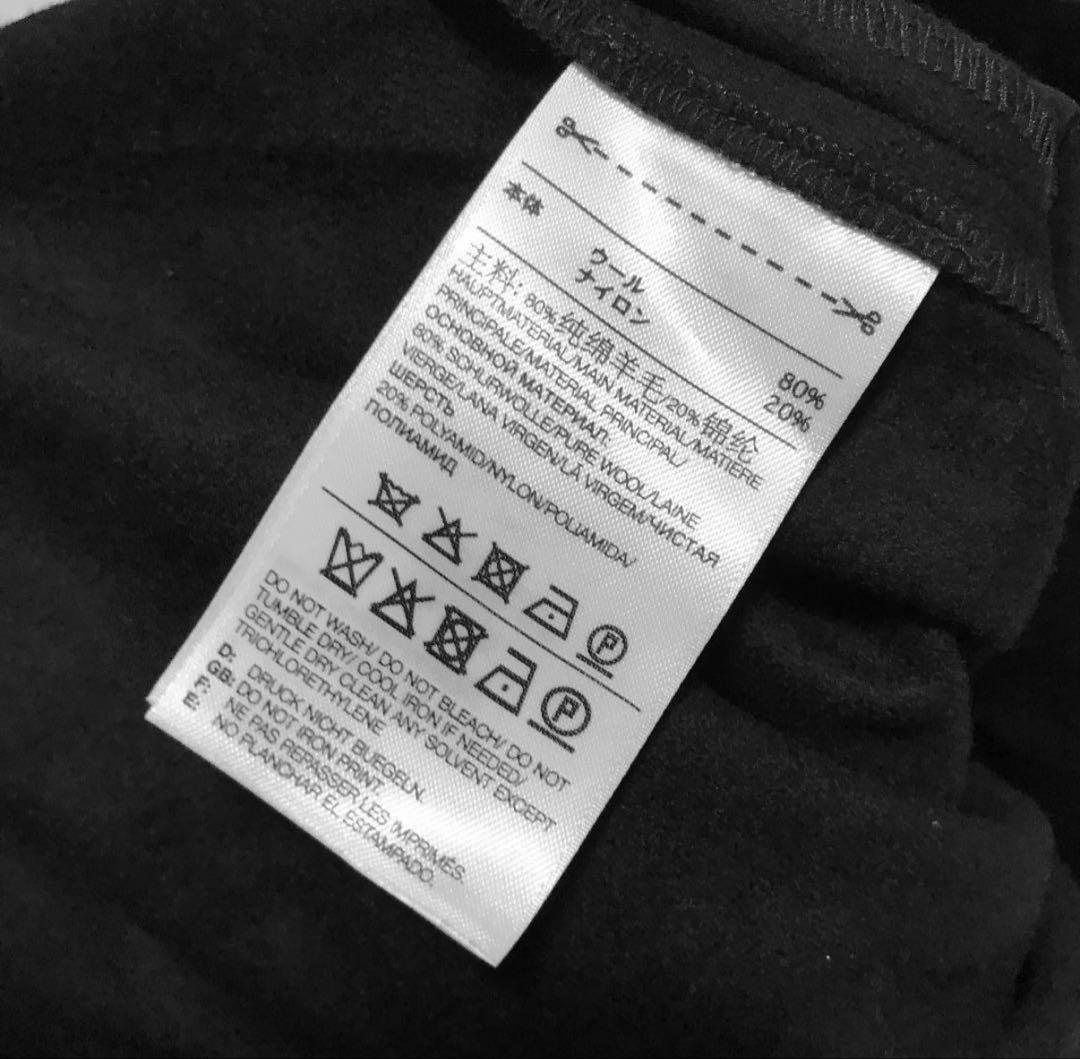 本体
ウール 80%
ナイロン 20%
主料: 80%纯绵羊毛/20%锦纶
HAUPTMATERIAL/MAIN MATERIAL/MATIERE
PRINCIPALE/MATERIAL PRINCIPAL/
ОСНОВНОЙ МАТЕРИАЛ:
80% SCHURWOLLE/PURE WOOL/LAINE
VIERGE/LANA VIRGEN/LÃ VIRGEM/ЧИСТАЯ
ШЕРСТЬ
20% POLYAMID/NYLON/POLIAMIDA/
ПОЛИАМИД
P
P
DO NOT WASH/ DO NOT BLEACH/ DO NOT
TUMBLE DRY/ COOL IRON IF NEEDED/
GENTLE DRY CLEAN ANY SOLVENT EXCEPT
TRICHLORETHYLENE
D: DRUCK NICHT BUEGELN.
GB: DO NOT IRON PRINT.
F: NE PAS REPASSER LES IMPRIMÉS.
E: NO PLANCHAR EL ESTAMPADO.